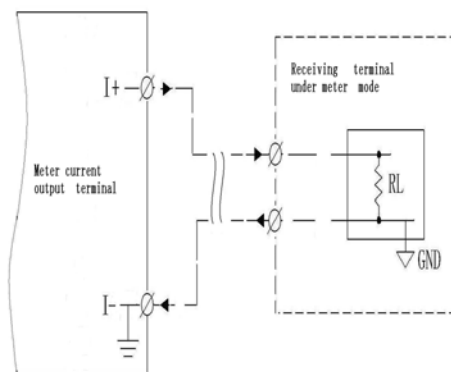 I+
Receiving terminal
under meter mode
Meter current
output terminal
RL
GND
I-